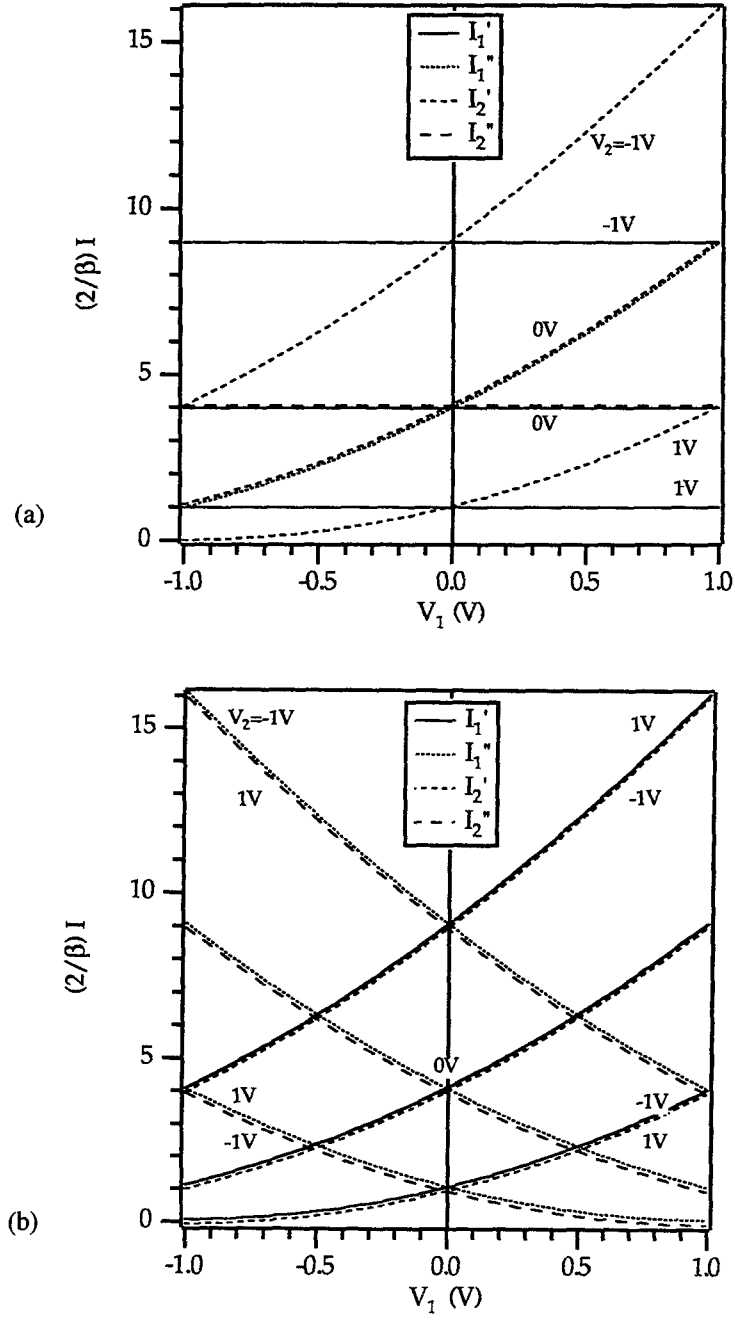 I₁'
I₁"
I₂'
I₂"
15
V₂=-1V
10
-1V
(2/β) I
0V
5
0V
1V
1V
(a)
0
-1.0
-0.5
0.0
0.5
1.0
V₁ (V)
V₂=-1V
I₁'
I₁"
I₂'
I₂"
1V
15
1V
-1V
10
(2/β) I
0V
5
1V
-1V
-1V
1V
(b)
0
-1.0
-0.5
0.0
0.5
1.0
V₁ (V)